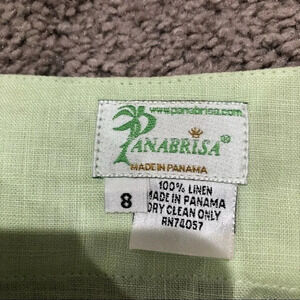 www.panabrisa.com
PANABRISA®
MADE IN PANAMA
8
100% LINEN
MADE IN PANAMA
DRY CLEAN ONLY
RN74057